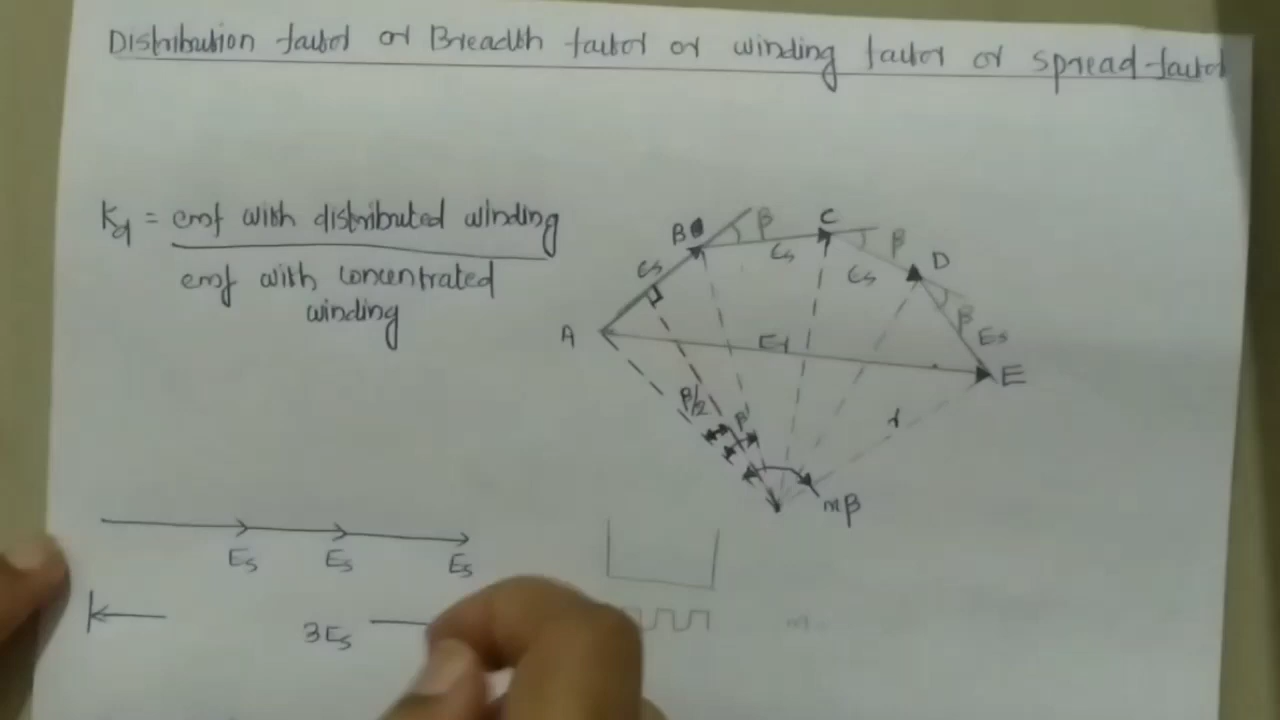 Distribution factor or Breadth factor or winding factor or spread-factor
Kd = emf with distributed winding
emf with concentrated
winding
B β C
Es Es β D
Es
β Es
A Er E
β/2 β r
mβ
Es Es Es
3Es
m